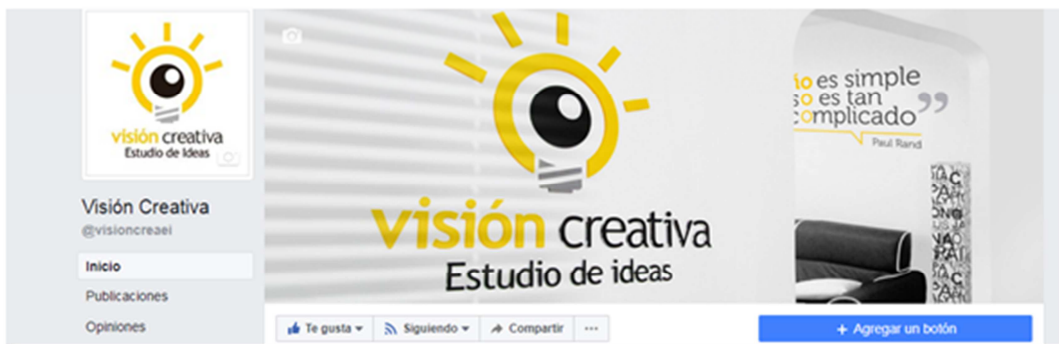 visión creativa
Estudio de Ideas
Visión Creativa
@visioncreaei
Inicio
Publicaciones
Opiniones
visión creativa
Estudio de ideas
es simple
so es tan
complicado”
Paul Rand
Te gusta
Siguiendo
Compartir
...
+ Agregar un botón